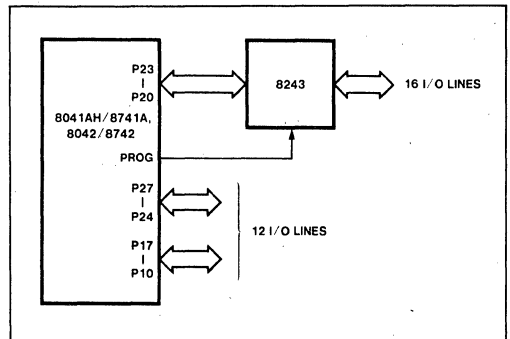 P23
P20
8041AH/8741A,
8042/8742
PROG
P27
P24
P17
P10
8243
16 I/O LINES
12 I/O LINES